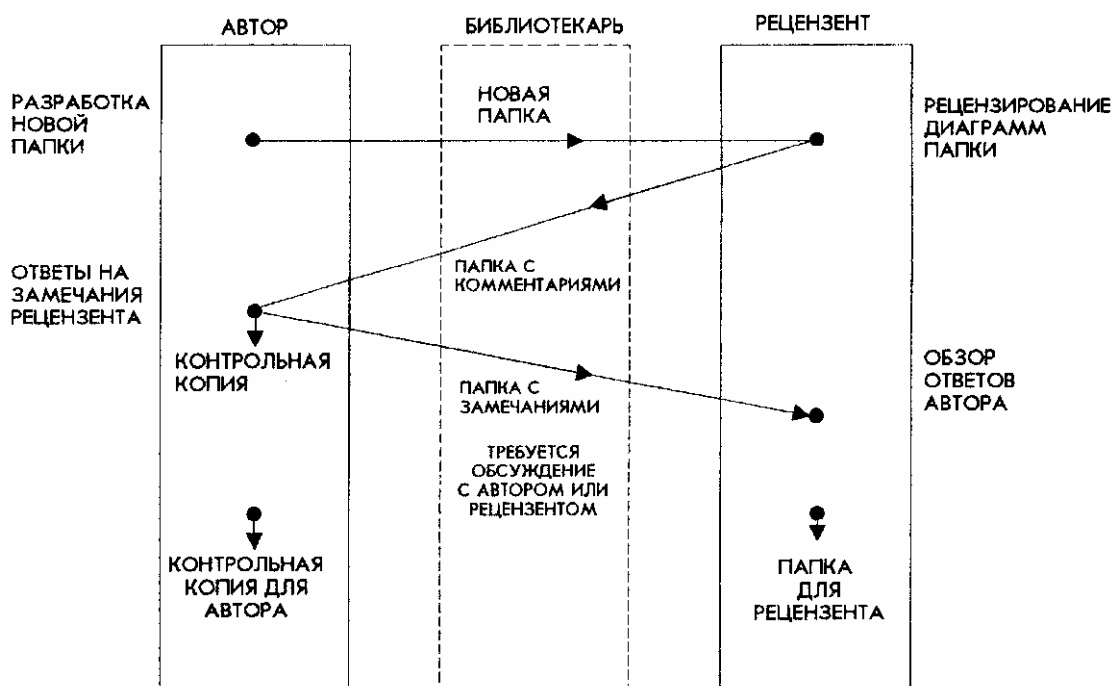 АВТОР
БИБЛИОТЕКАРЬ
РЕЦЕНЗЕНТ
РАЗРАБОТКА
НОВОЙ
ПАПКИ
НОВАЯ
ПАПКА
РЕЦЕНЗИРОВАНИЕ
ДИАГРАММ
ПАПКИ
ОТВЕТЫ НА
ЗАМЕЧАНИЯ
РЕЦЕНЗЕНТА
ПАПКА С
КОММЕНТАРИЯМИ
КОНТРОЛЬНАЯ
КОПИЯ
ПАПКА С
ЗАМЕЧАНИЯМИ
ОБЗОР
ОТВЕТОВ
АВТОРА
ТРЕБУЕТСЯ
ОБСУЖДЕНИЕ
С АВТОРОМ ИЛИ
РЕЦЕНЗЕНТОМ
КОНТРОЛЬНАЯ
КОПИЯ ДЛЯ
АВТОРА
ПАПКА
ДЛЯ
РЕЦЕНЗЕНТА